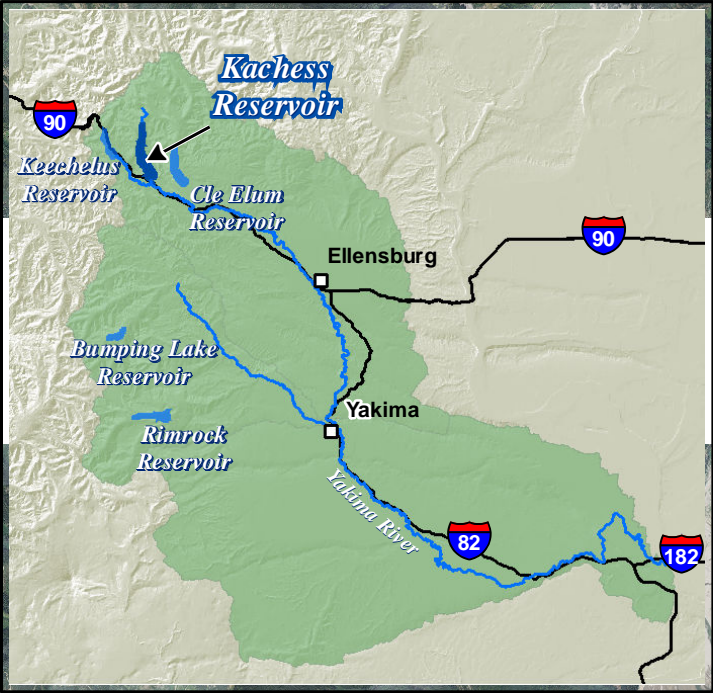 Kachess
Reservoir
90
Keechelus
Reservoir
Cle Elum
Reservoir
90
Ellensburg
Bumping Lake
Reservoir
Yakima
Rimrock
Reservoir
Yakima River
82
182